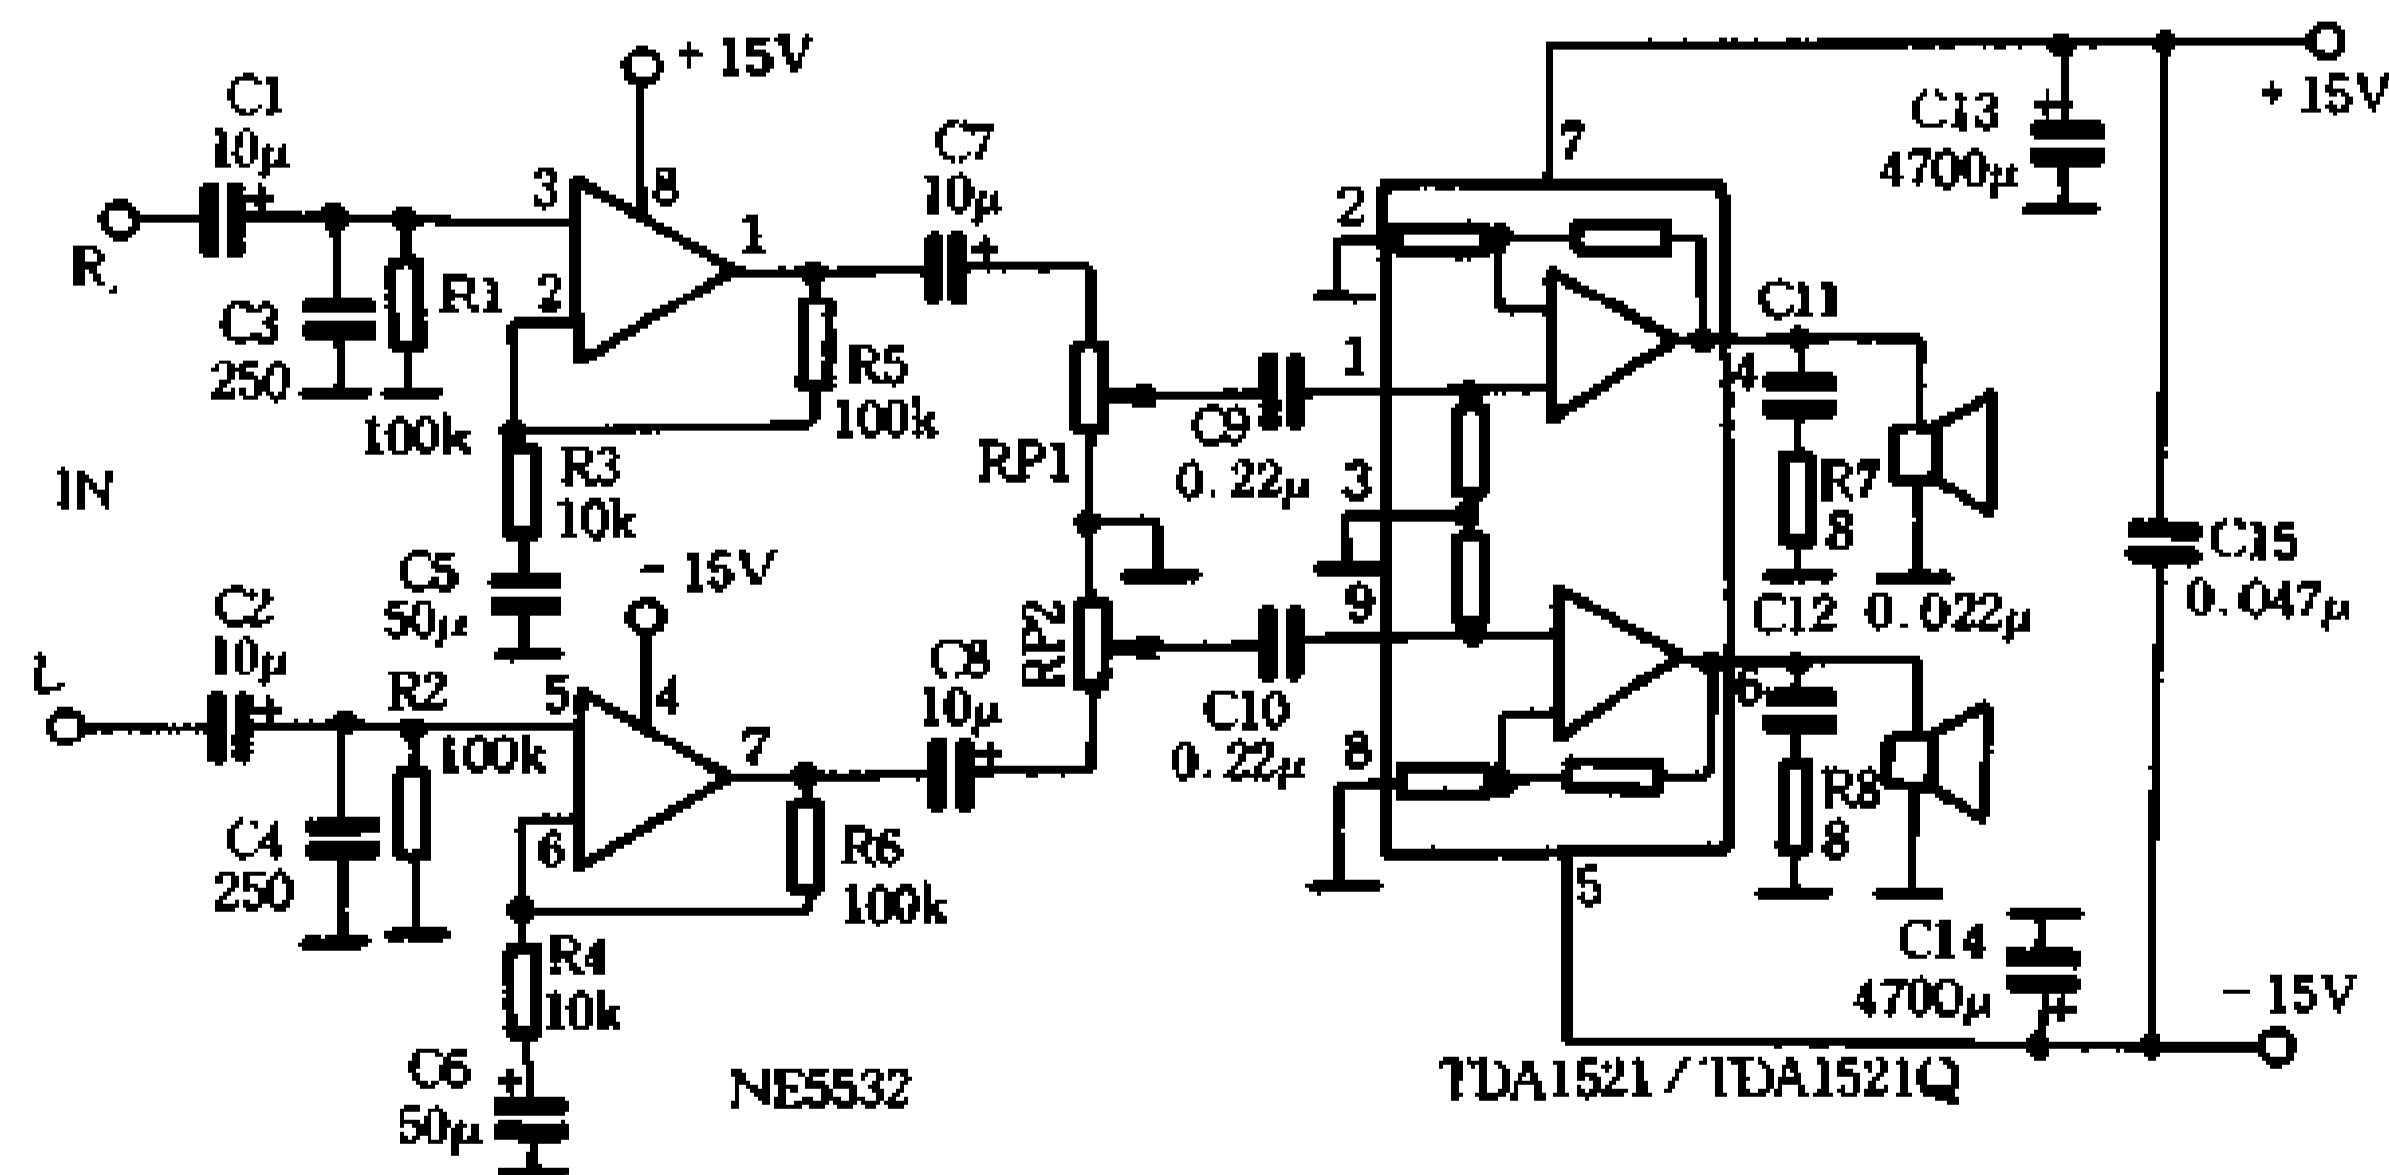 + 15V
+ 15V
C1
10μ
C13
4700μ
C7
10μ
7
3
8
2
1
R
R1
C3
250
2
C11
1
4
R5
100k
100k
C9
0.22μ
RP1
R3
10k
3
R7
8
IN
C15
0.047μ
- 15V
C5
50μ
C2
10μ
9
C12
0.022μ
RP2
L
R2
100k
5
4
C8
10μ
7
C10
0.22μ
6
8
R8
8
C4
250
6
R6
100k
5
R4
10k
C14
4700μ
- 15V
C6
50μ
+
NE5532
TDA1521/TDA1521Q